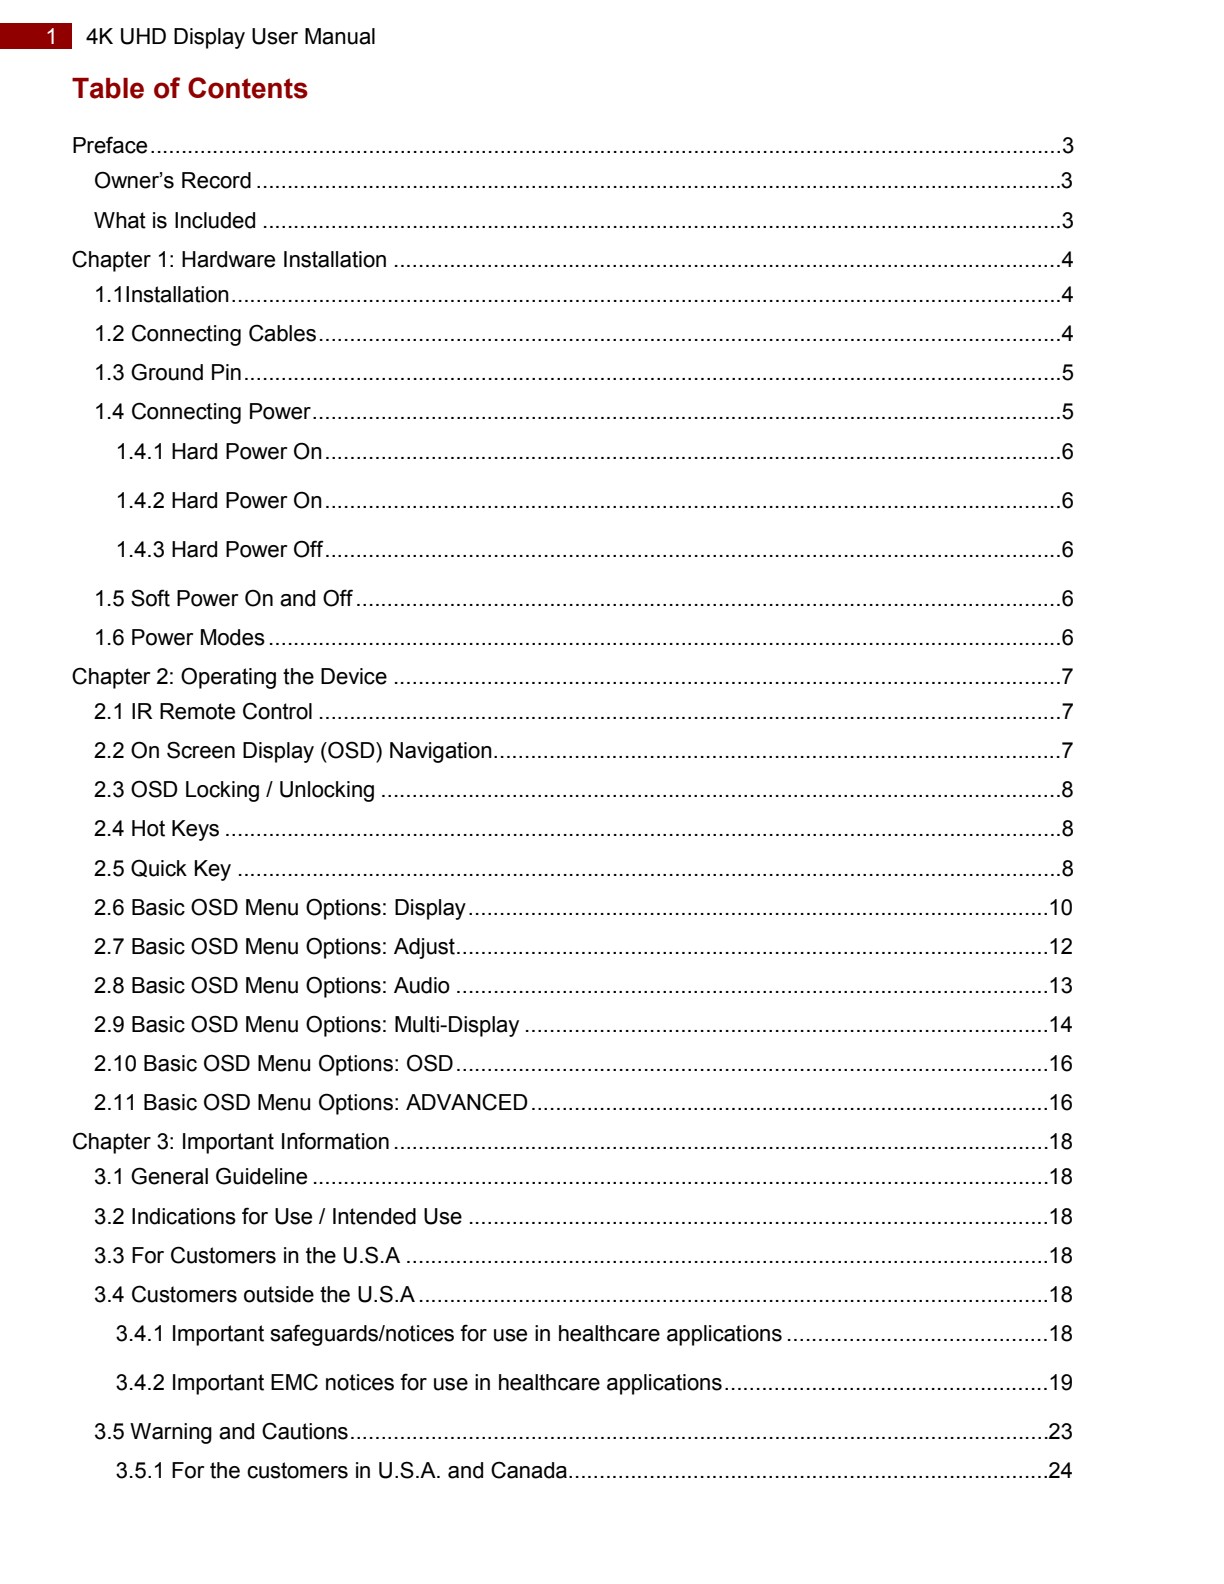 1 4K UHD Display User Manual
Table of Contents
Preface 3
Owner’s Record 3
What is Included 3
Chapter 1: Hardware Installation 4
1.1Installation 4
1.2 Connecting Cables 4
1.3 Ground Pin 5
1.4 Connecting Power 5
1.4.1 Hard Power On 6
1.4.2 Hard Power On 6
1.4.3 Hard Power Off 6
1.5 Soft Power On and Off 6
1.6 Power Modes 6
Chapter 2: Operating the Device 7
2.1 IR Remote Control 7
2.2 On Screen Display (OSD) Navigation 7
2.3 OSD Locking / Unlocking 8
2.4 Hot Keys 8
2.5 Quick Key 8
2.6 Basic OSD Menu Options: Display 10
2.7 Basic OSD Menu Options: Adjust 12
2.8 Basic OSD Menu Options: Audio 13
2.9 Basic OSD Menu Options: Multi-Display 14
2.10 Basic OSD Menu Options: OSD 16
2.11 Basic OSD Menu Options: ADVANCED 16
Chapter 3: Important Information 18
3.1 General Guideline 18
3.2 Indications for Use / Intended Use 18
3.3 For Customers in the U.S.A 18
3.4 Customers outside the U.S.A 18
3.4.1 Important safeguards/notices for use in healthcare applications 18
3.4.2 Important EMC notices for use in healthcare applications 19
3.5 Warning and Cautions 23
3.5.1 For the customers in U.S.A. and Canada 24